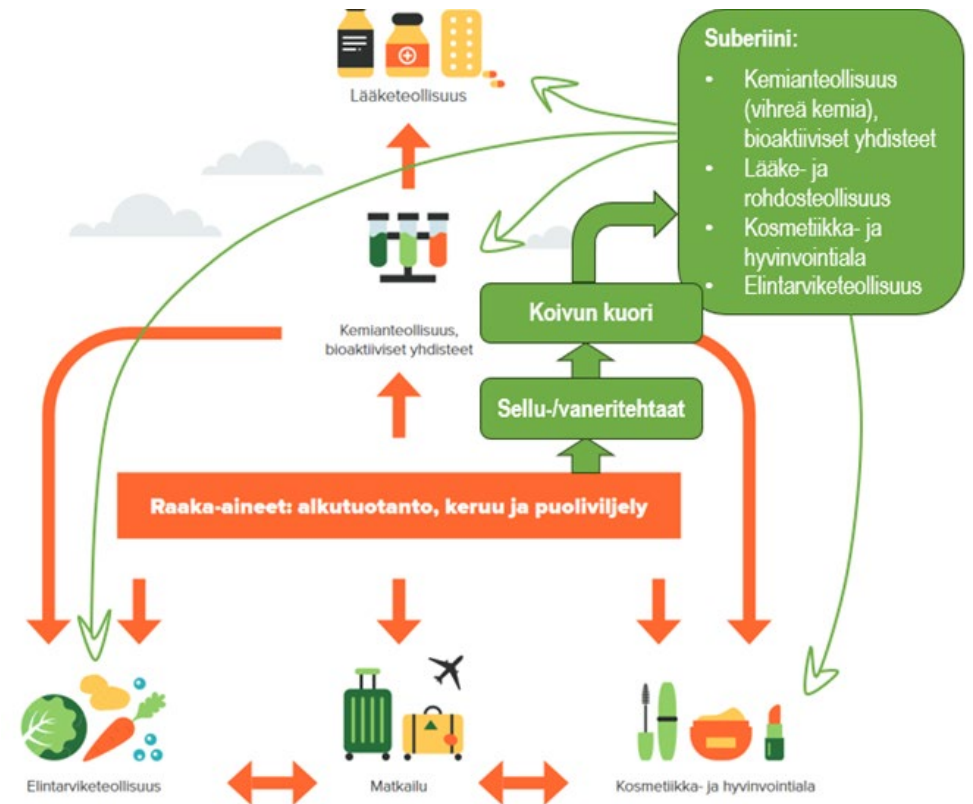 Lääketeollisuus
Suberiini:
• Kemianteollisuus
(vihreä kemia),
bioaktiiviset yhdisteet
• Lääke- ja
rohdosteollisuus
• Kosmetiikka- ja
hyvinvointiala
• Elintarviketeollisuus
Koivun kuori
Kemianteollisuus,
bioaktiiviset yhdisteet
Sellu-/vaneritehtaat
Raaka-aineet: alkutuotanto, keruu ja puoliviljely
Elintarviketeollisuus
Matkailu
Kosmetiikka- ja hyvinvointiala